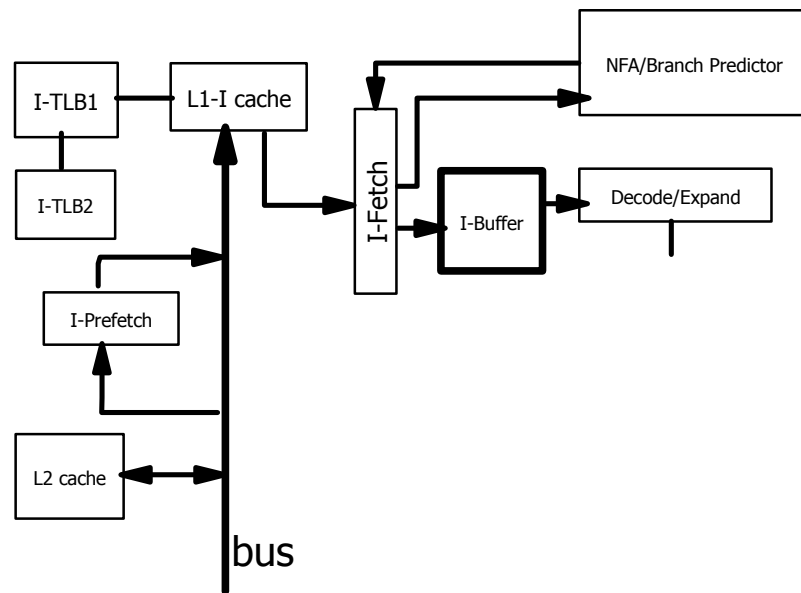 NFA/Branch Predictor
I-TLB1
L1-I cache
I-TLB2
I-Fetch
I-Buffer
Decode/Expand
I-Prefetch
L2 cache
bus